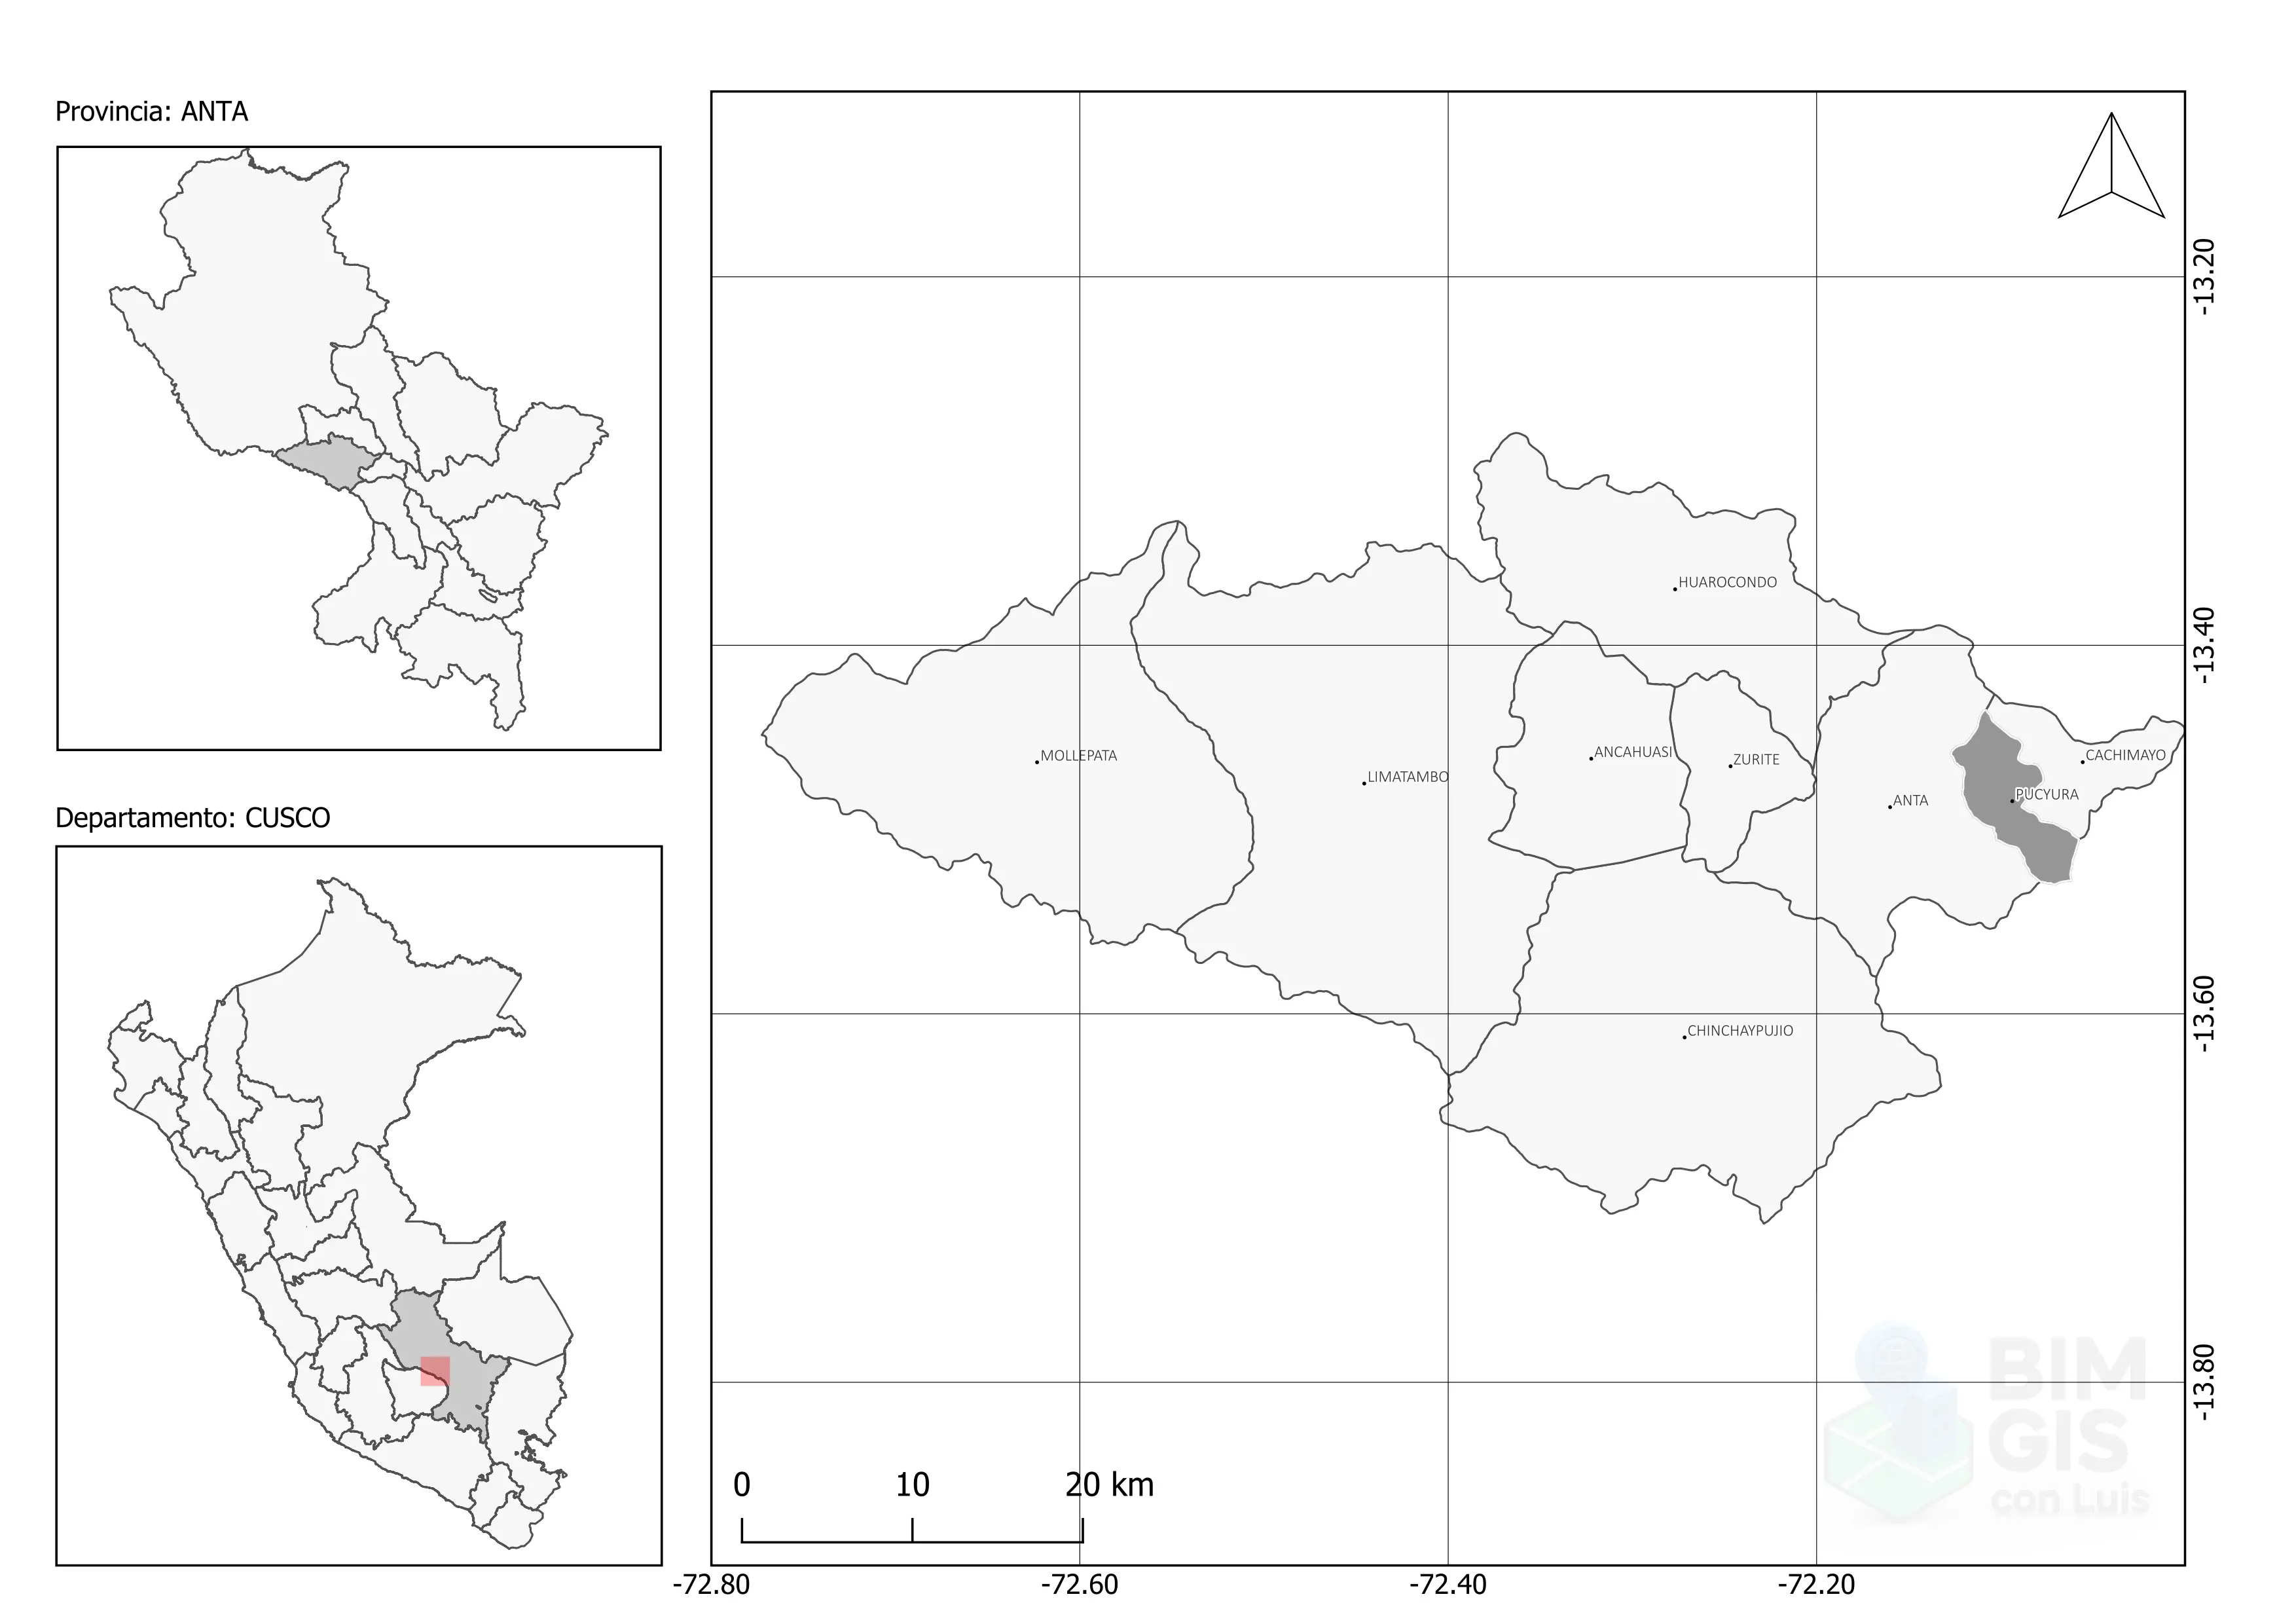 Provincia: ANTA
Departamento: CUSCO
-13.20
HUAROCONDO
-13.40
MOLLEPATA
LIMATAMBO
ANCAHUASI
ZURITE
CACHIMAYO
ANTA
PUCYURA
-13.60
CHINCHAYPUJIO
-13.80
BIM
GIS
con Luis
0 10 20 km
-72.80 -72.60 -72.40 -72.20